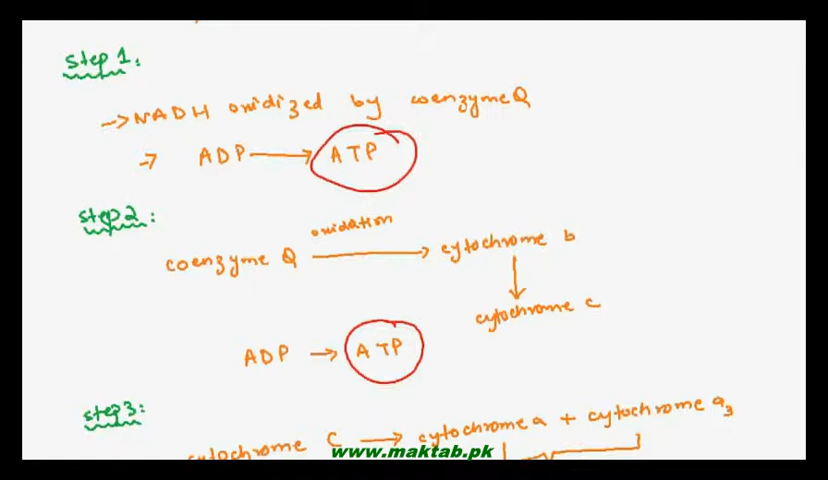 Step 1:
→ NADH oxidized by coenzyme Q
→ ADP → ATP
Step 2:
oxidation
coenzyme Q → cytochrome b
↓
cytochrome c
ADP → ATP
Step 3:
cytochrome c → cytochrome a + cytochrome a₃
www.maktab.pk